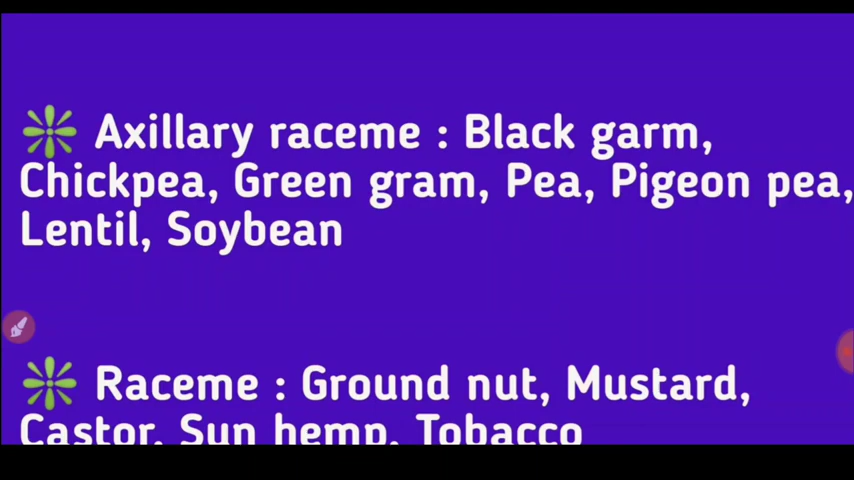 Axillary raceme : Black garm,
Chickpea, Green gram, Pea, Pigeon pea,
Lentil, Soybean
Raceme : Ground nut, Mustard,
Castor, Sun hemp, Tobacco